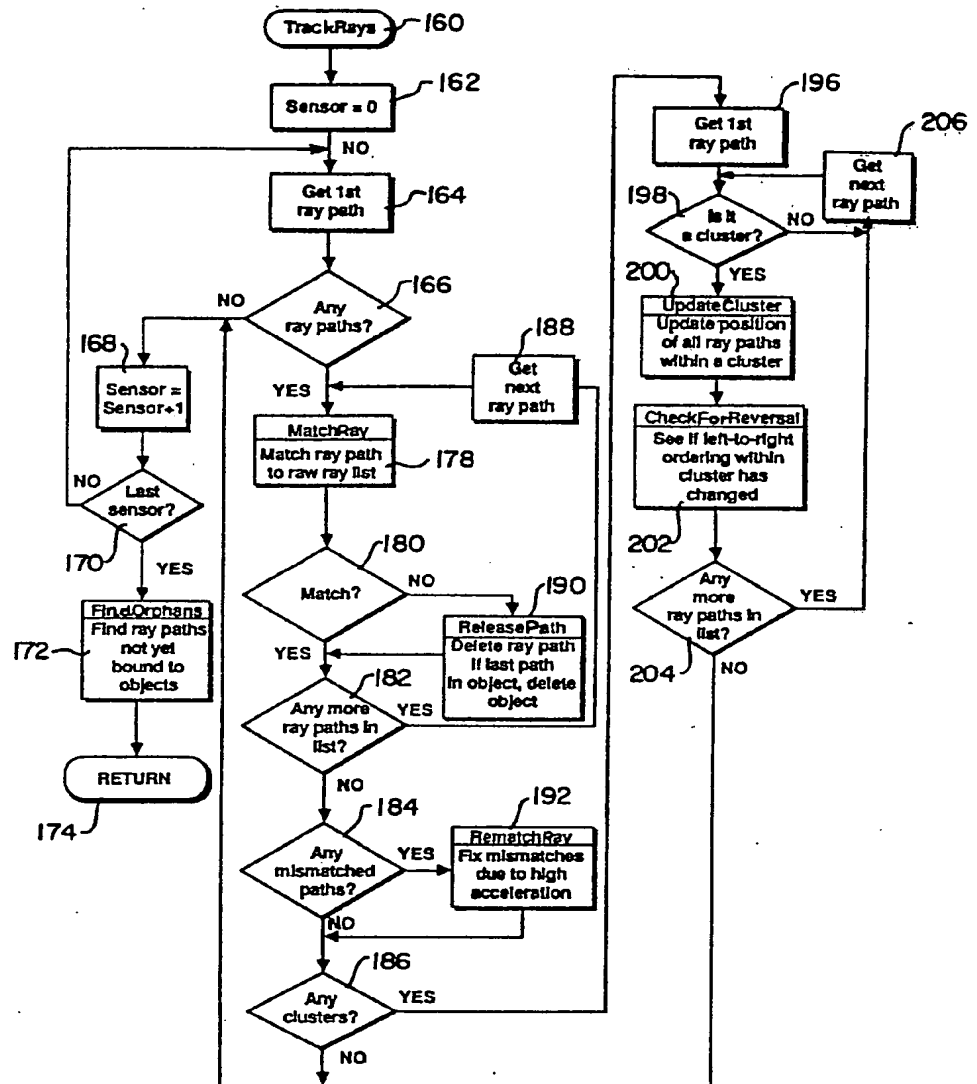 TrackRays
160
Sensor = 0
162
NO
Get 1st
ray path
164
Any
ray paths?
166
NO
YES
168
Sensor =
Sensor+1
Last
sensor?
NO
170
YES
FindOrphans
Find ray paths
not yet
bound to
objects
172
RETURN
174
188
Get
next
ray path
MatchRay
Match ray path
to raw ray list
178
180
Match?
NO
YES
190
ReleasePath
Delete ray path
If last path
in object, delete
object
182
Any more
ray paths in
list?
YES
NO
184
Any
mismatched
paths?
YES
NO
192
RematchRay
Fix mismatches
due to high
acceleration
186
Any
clusters?
YES
NO
196
Get 1st
ray path
206
Get
next
ray path
198
Is it
a cluster?
NO
YES
200
UpdateCluster
Update position
of all ray paths
within a cluster
CheckForReversal
See if left-to-right
ordering within
cluster has
changed
202
Any
more
ray paths in
list?
YES
204
NO